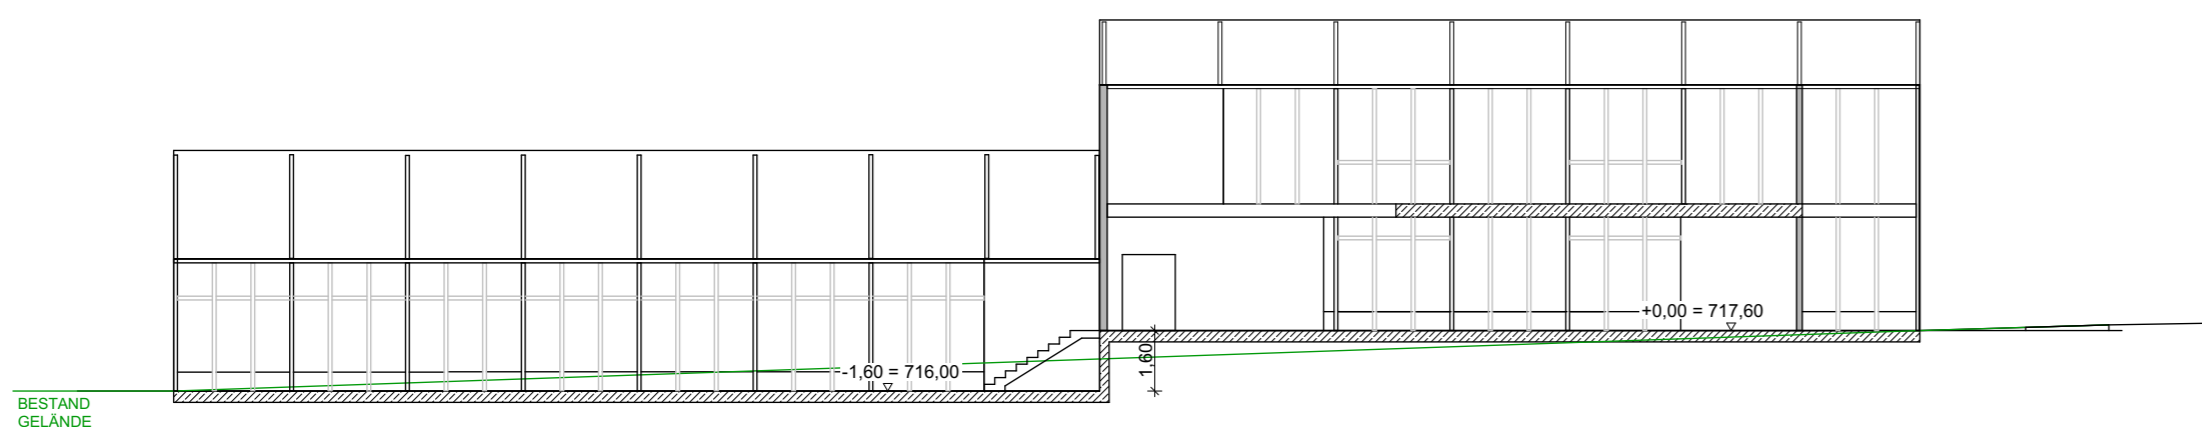 +0,00 = 717,60
1,60
-1,60 = 716,00
BESTAND
GELÄNDE